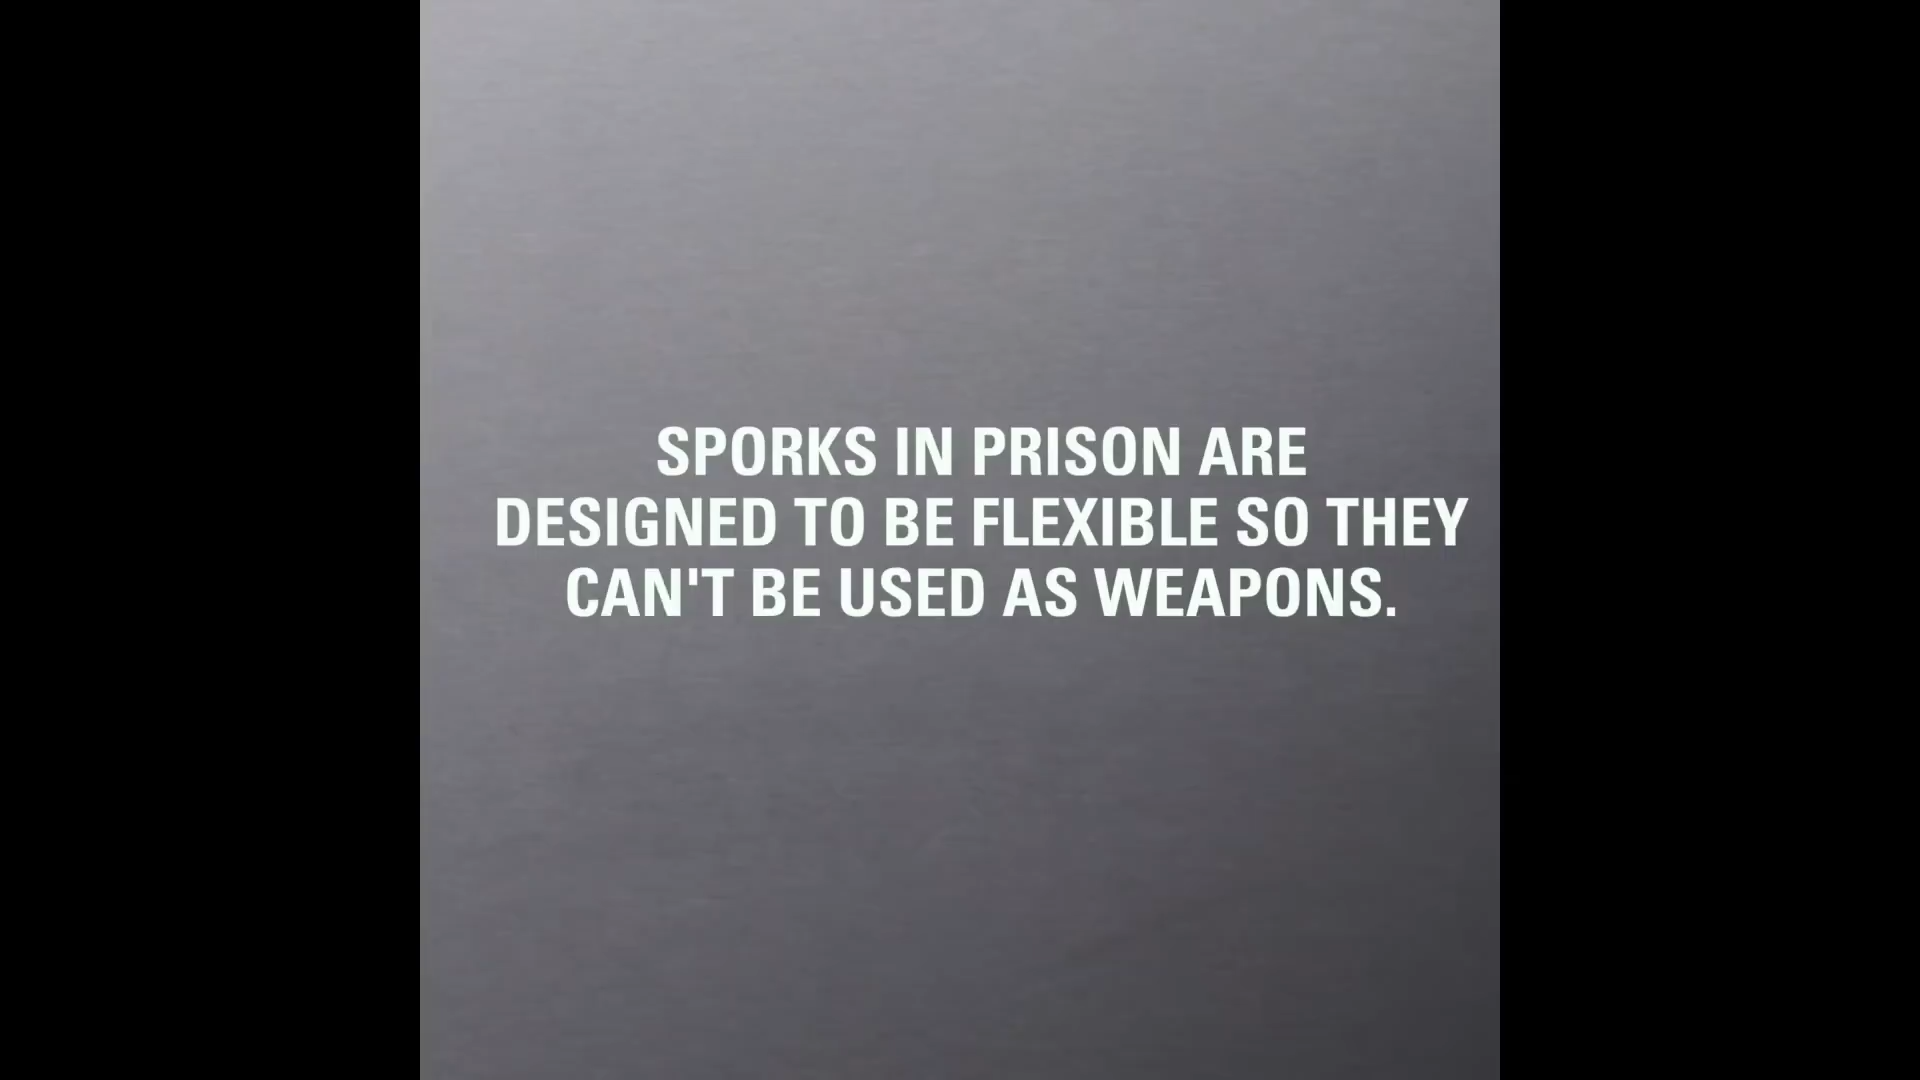 SPORKS IN PRISON ARE
DESIGNED TO BE FLEXIBLE SO THEY
CAN'T BE USED AS WEAPONS.